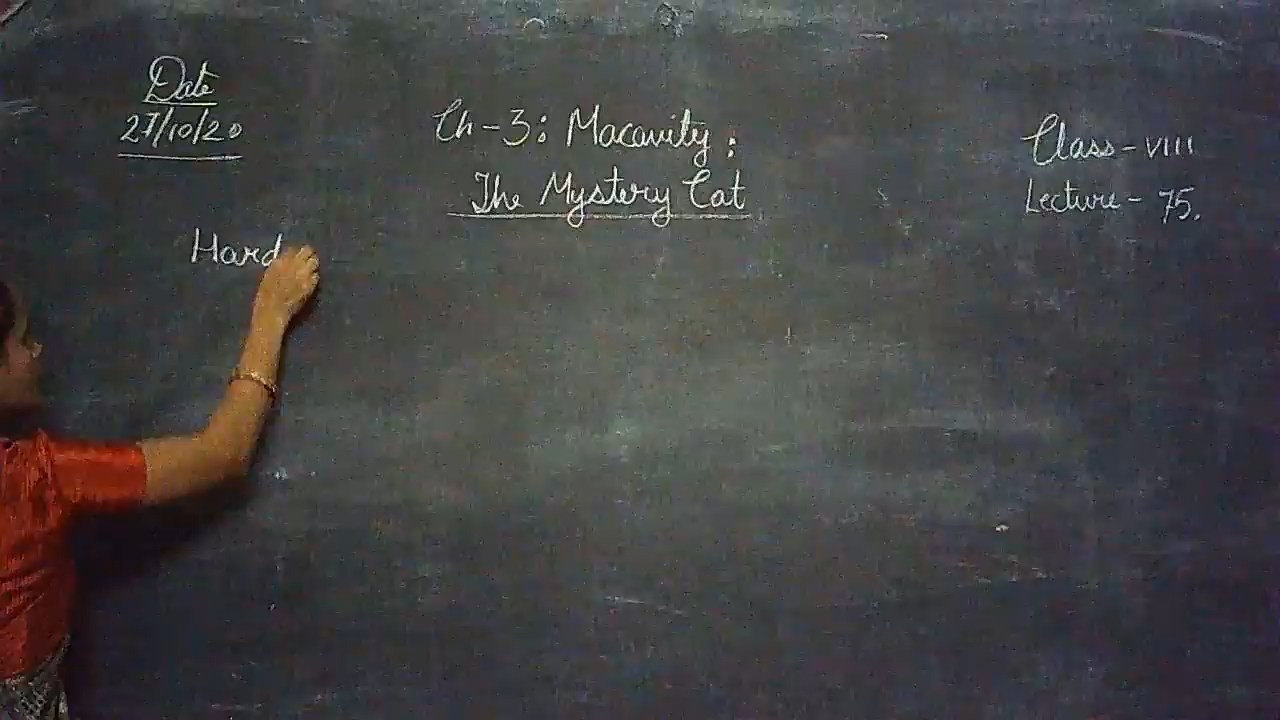 Date
27/10/20
Ch-3: Macavity:
The Mystery Cat
Class-VIII
Lecture- 75.
Hard